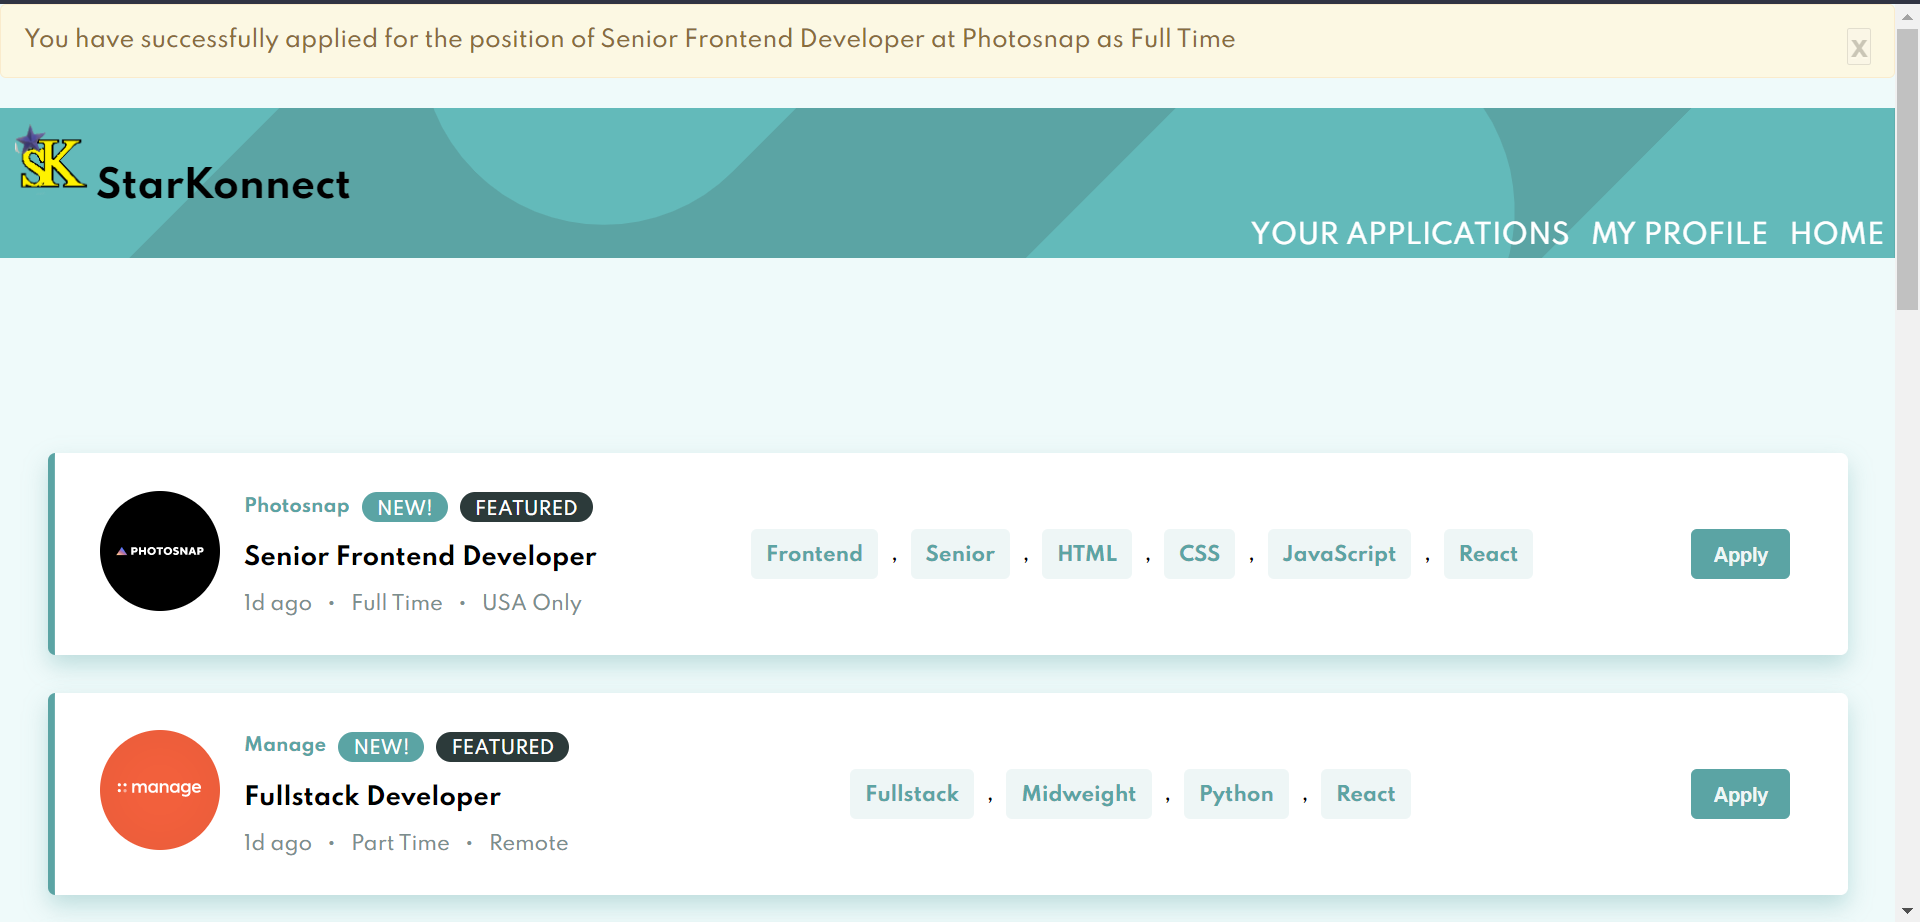 You have successfully applied for the position of Senior Frontend Developer at Photosnap as Full Time
x
SK StarKonnect
YOUR APPLICATIONS MY PROFILE HOME
PHOTOSNAP
Photosnap NEW! FEATURED
Senior Frontend Developer
1d ago • Full Time • USA Only
Frontend , Senior , HTML , CSS , JavaScript , React
Apply
:: manage
Manage NEW! FEATURED
Fullstack Developer
1d ago • Part Time • Remote
Fullstack , Midweight , Python , React
Apply